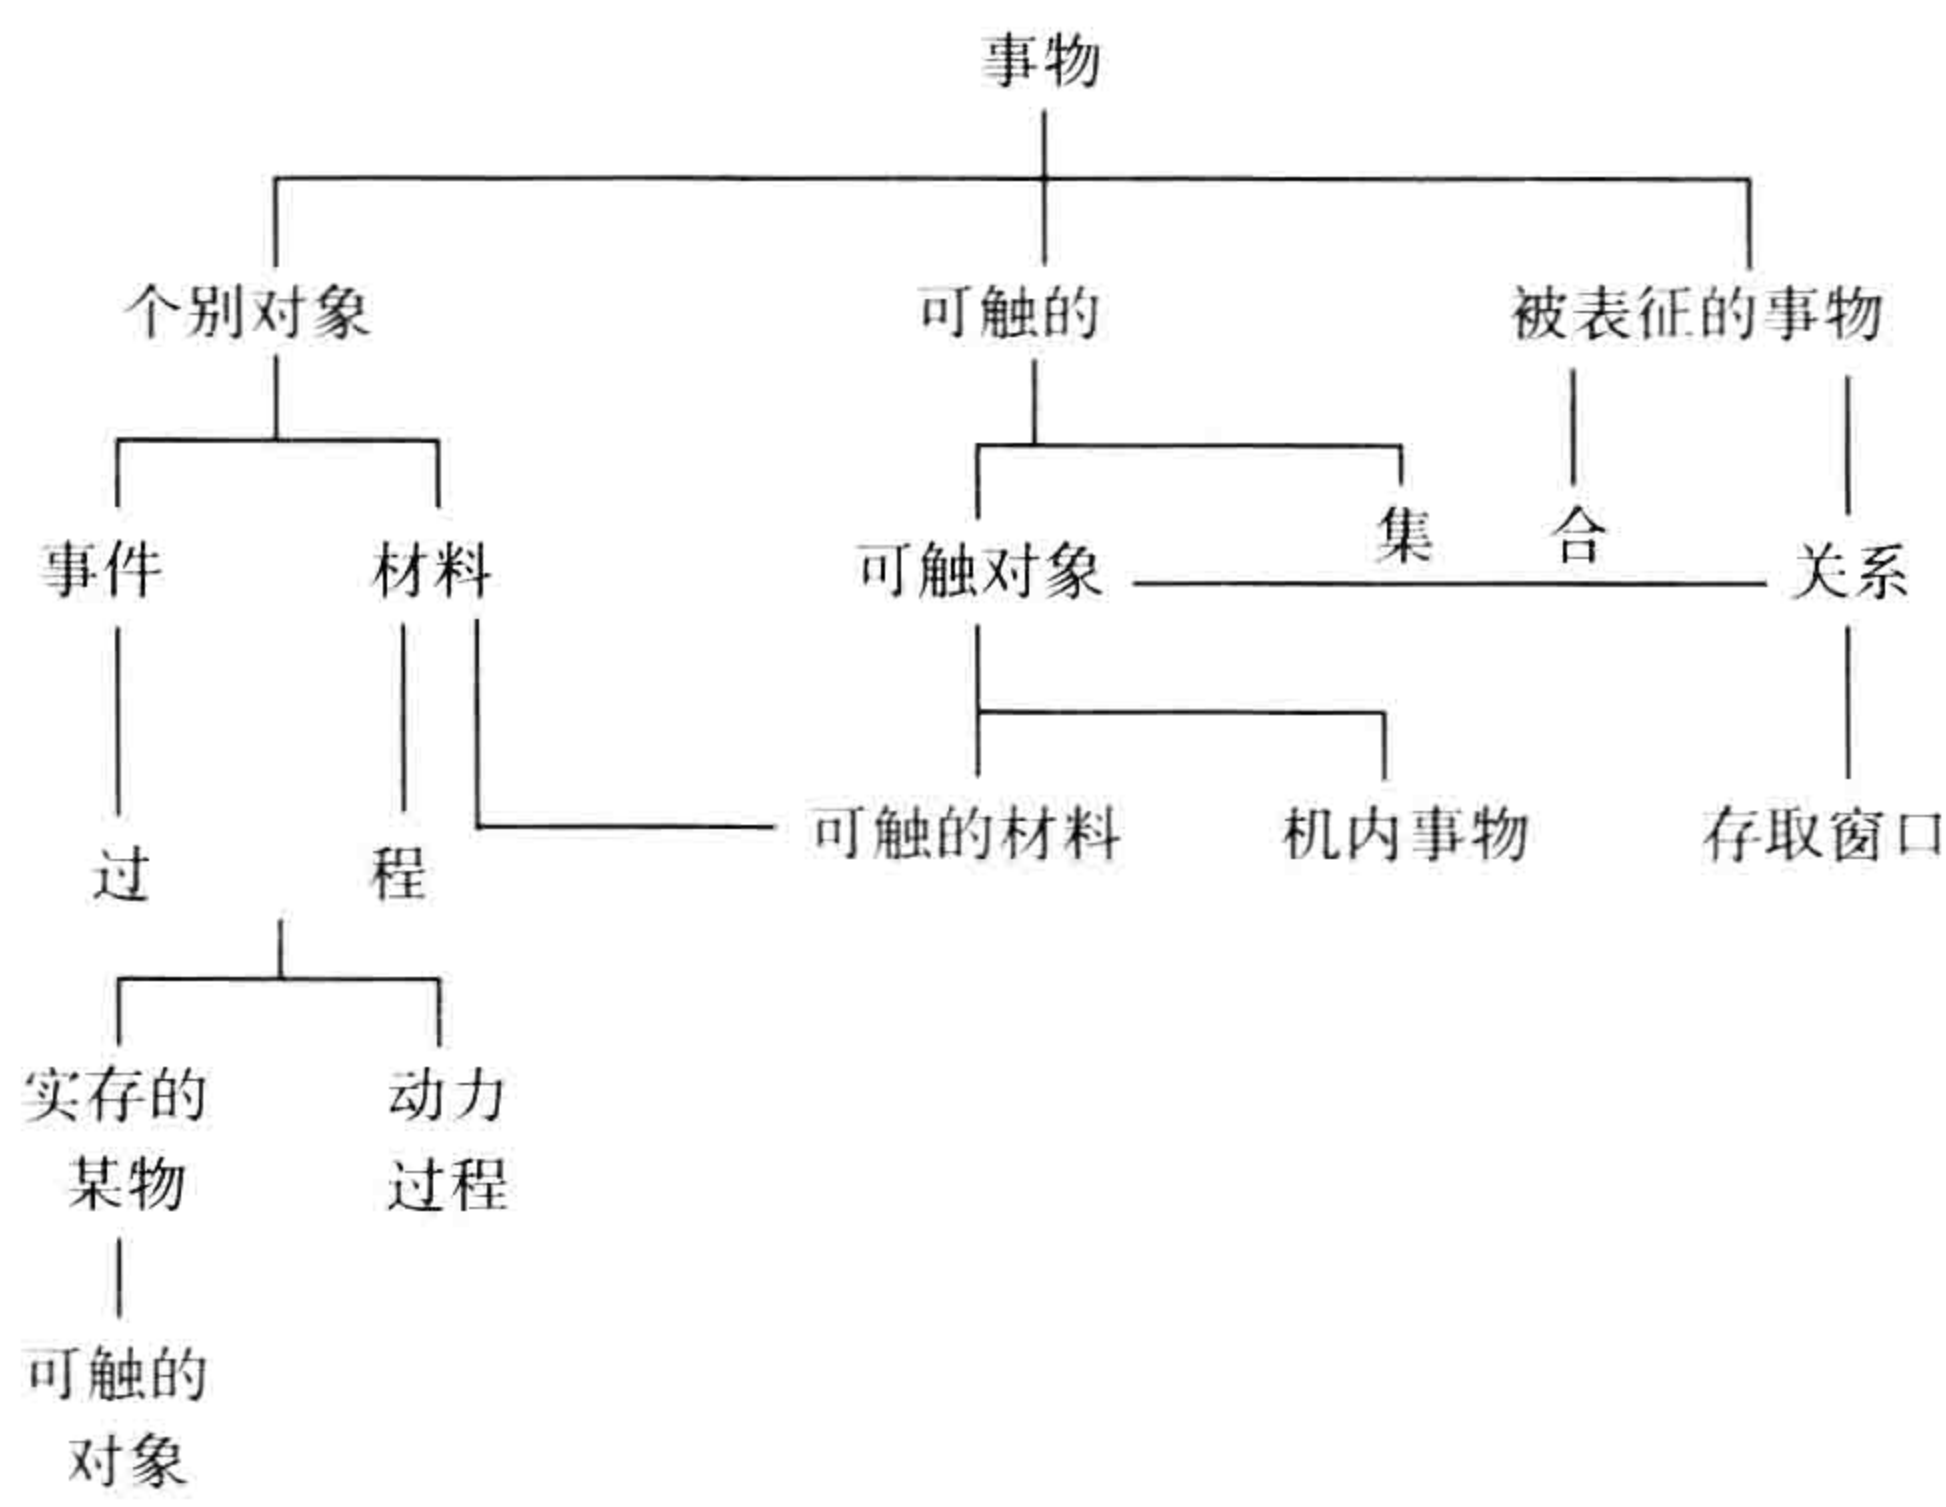 事物
个别对象 可触的 被表征的事物
集 合
事件 材料 可触对象 关系
可触的材料 机内事物 存取窗口
过 程
实存的 动力
某物 过程
可触的
对象